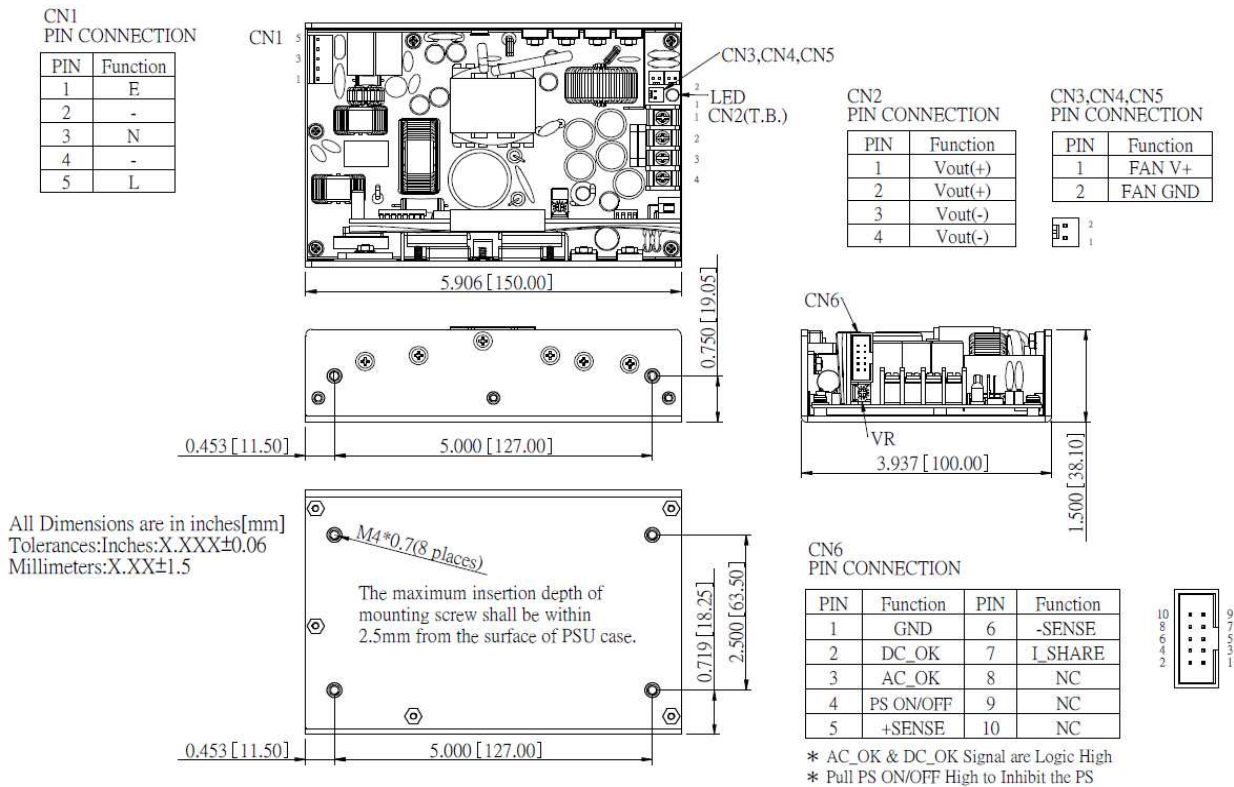 CN1
PIN CONNECTION
PIN Function
1 E
2 -
3 N
4 -
5 L
CN1
5
3
1
CN3,CN4,CN5
2
LED
1
CN2(T.B.)
1
2
3
4
CN2
PIN CONNECTION
PIN Function
1 Vout(+)
2 Vout(+)
3 Vout(-)
4 Vout(-)
CN3,CN4,CN5
PIN CONNECTION
PIN Function
1 FAN V+
2 FAN GND
2
1
5.906 [150.00]
0.750 [19.05]
0.453 [11.50]
5.000 [127.00]
CN6
VR
3.937 [100.00]
1.500 [38.10]
All Dimensions are in inches[mm]
Tolerances:Inches:X.XXX±0.06
Millimeters:X.XX±1.5
M4*0.7(8 places)
The maximum insertion depth of
mounting screw shall be within
2.5mm from the surface of PSU case.
0.719 [18.25]
2.500 [63.50]
0.453 [11.50]
5.000 [127.00]
CN6
PIN CONNECTION
PIN Function PIN Function
1 GND 6 -SENSE
2 DC_OK 7 I_SHARE
3 AC_OK 8 NC
4 PS ON/OFF 9 NC
5 +SENSE 10 NC
10 9
8 7
6 5
4 3
2 1
* AC_OK & DC_OK Signal are Logic High
* Pull PS ON/OFF High to Inhibit the PS